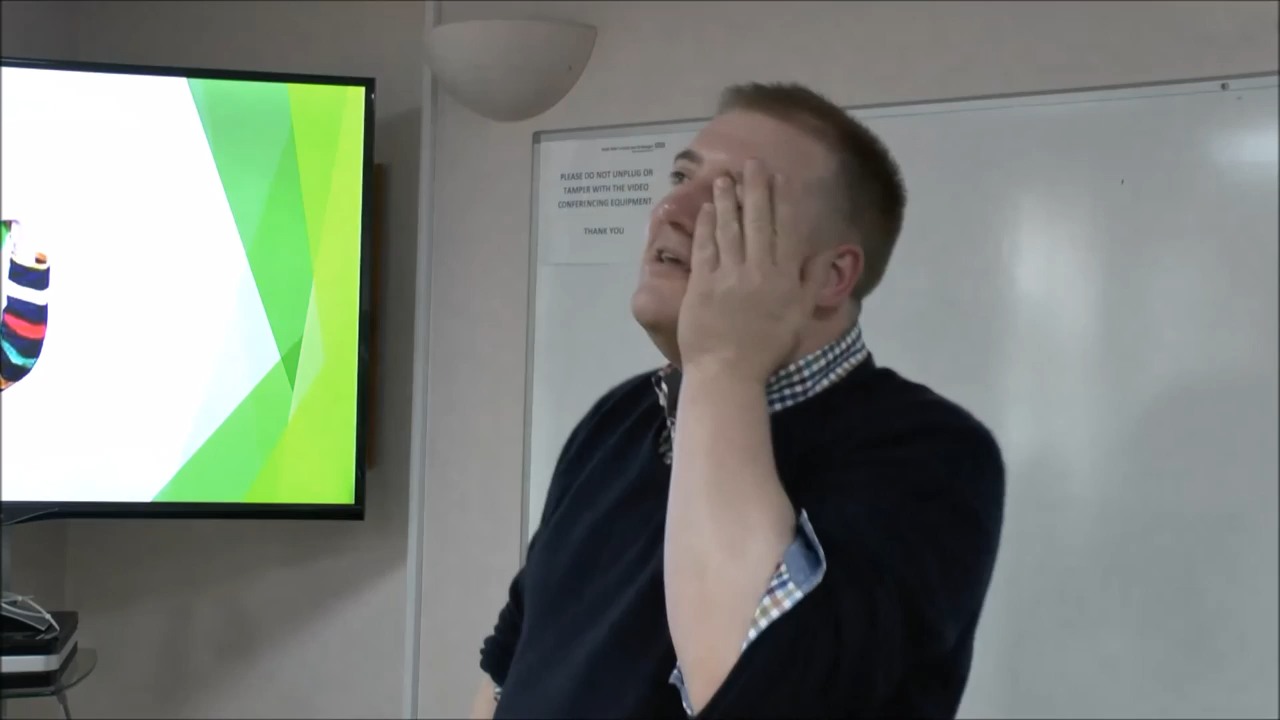 PLEASE DO NOT UNPLUG OR
TAMPER WITH THE VIDEO
CONFERENCING EQUIPMENT
THANK YOU